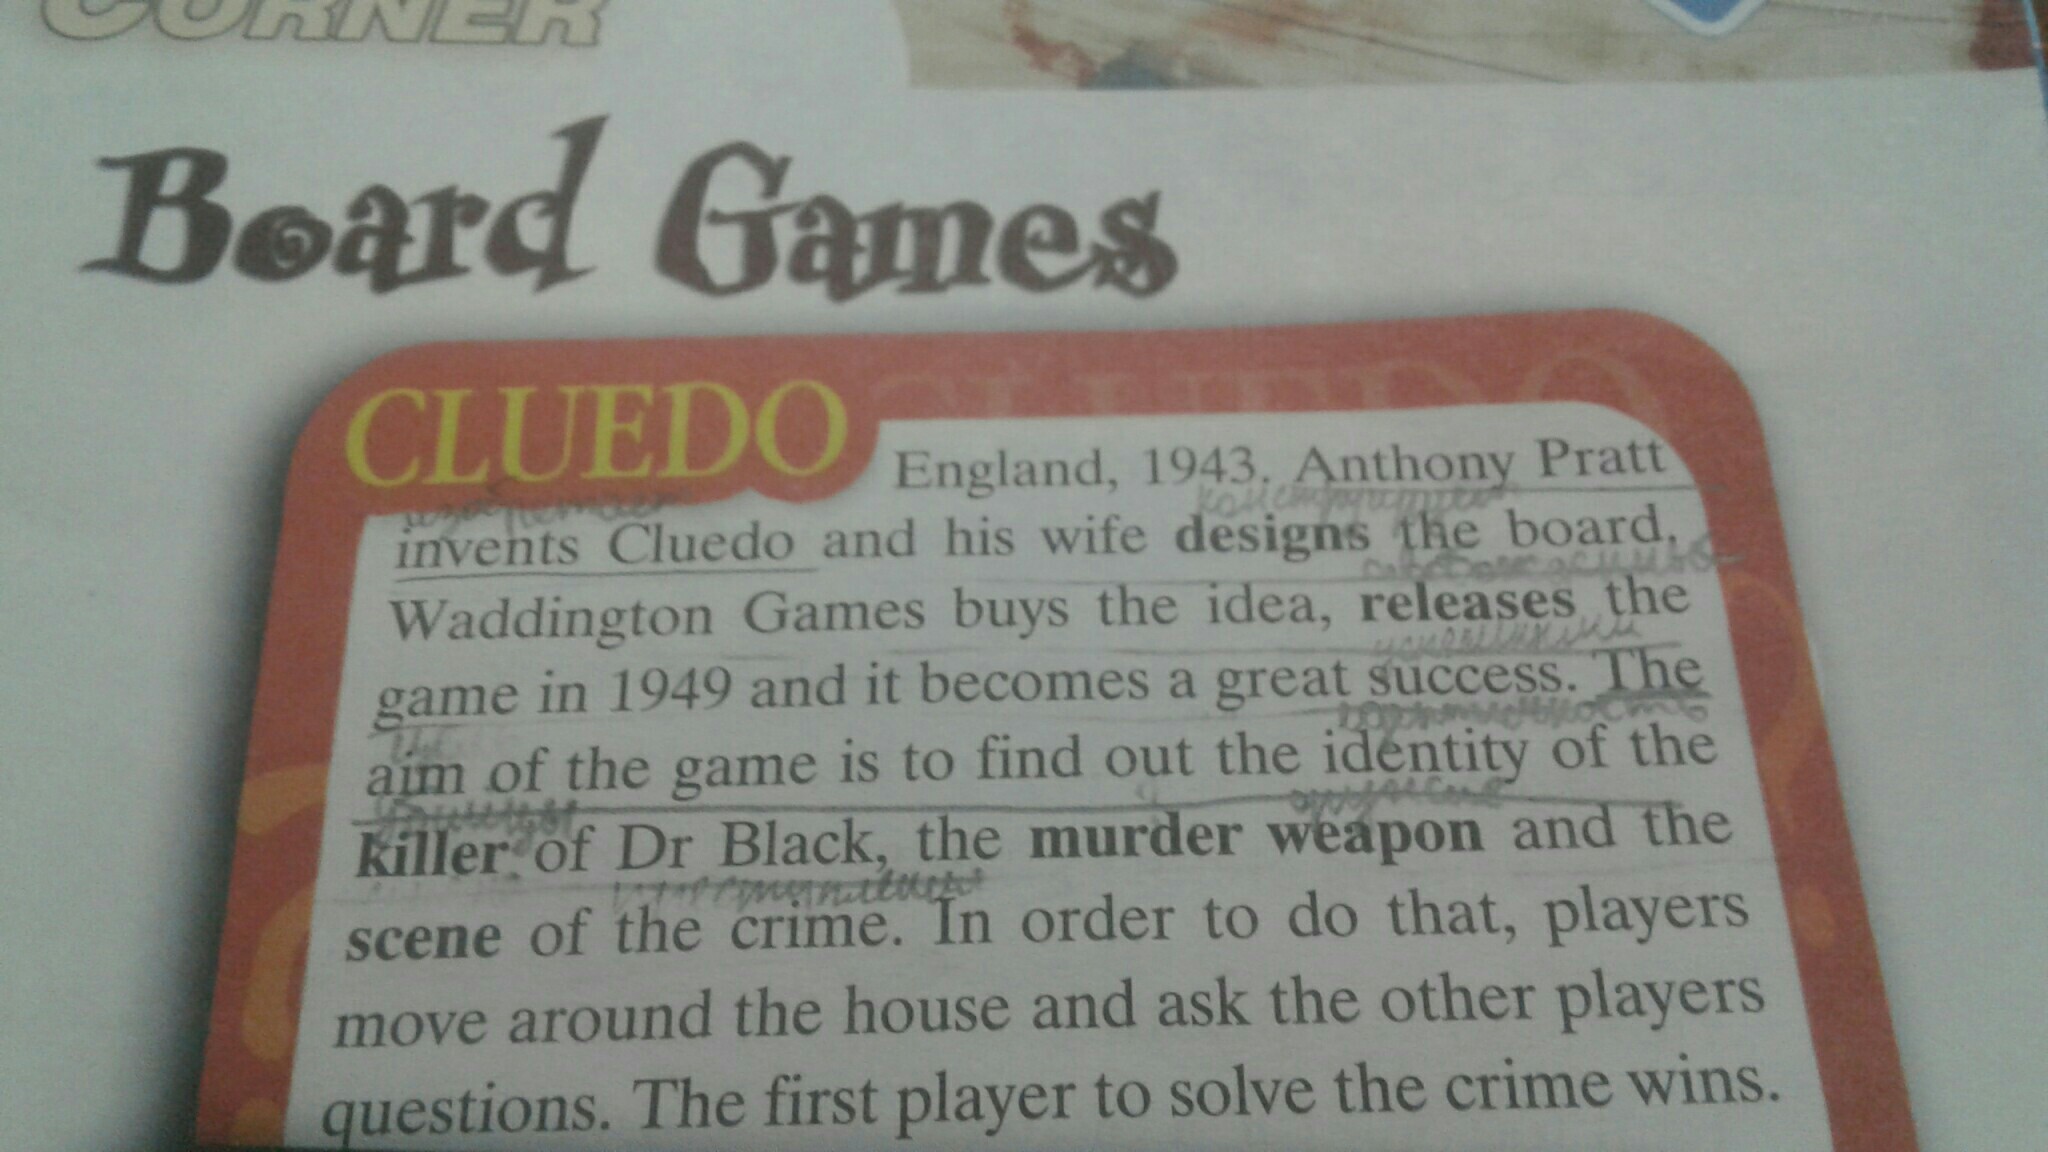 CORNER
Board Games
CLUEDO
England, 1943. Anthony Pratt
invents Cluedo and his wife designs the board.
Waddington Games buys the idea, releases the
game in 1949 and it becomes a great success. The
aim of the game is to find out the identity of the
killer of Dr Black, the murder weapon and the
scene of the crime. In order to do that, players
move around the house and ask the other players
questions. The first player to solve the crime wins.